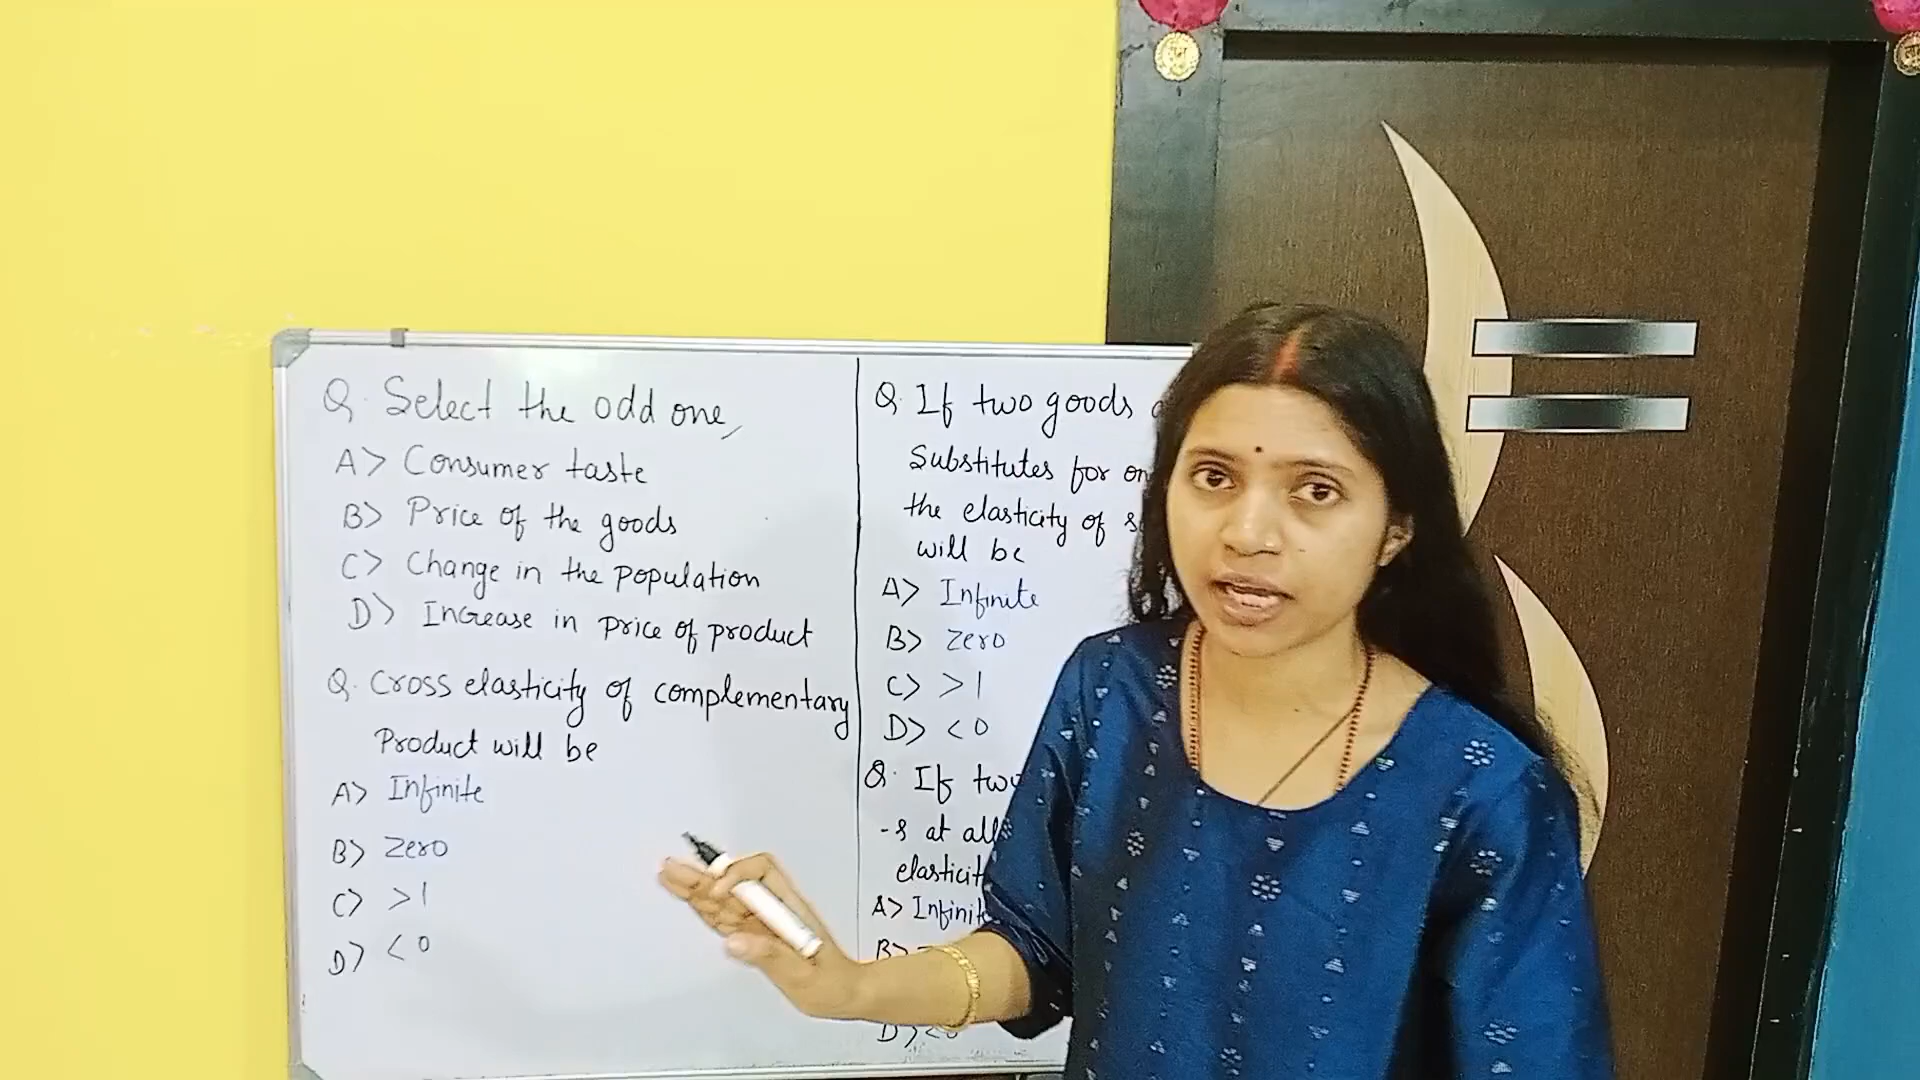 Q. Select the odd one,
A> Consumer taste
B> Price of the goods
C> Change in the population
D> Increase in price of product
Q. Cross elasticity of complementary
Product will be
A> Infinite
B> Zero
C> >1
D> <0
Q. If two goods
Substitutes for
the elasticity of
will be
A> Infinite
B> Zero
C> >1
D> <0
Q. If two
-s at all
A> Infinite
B>
D> <0